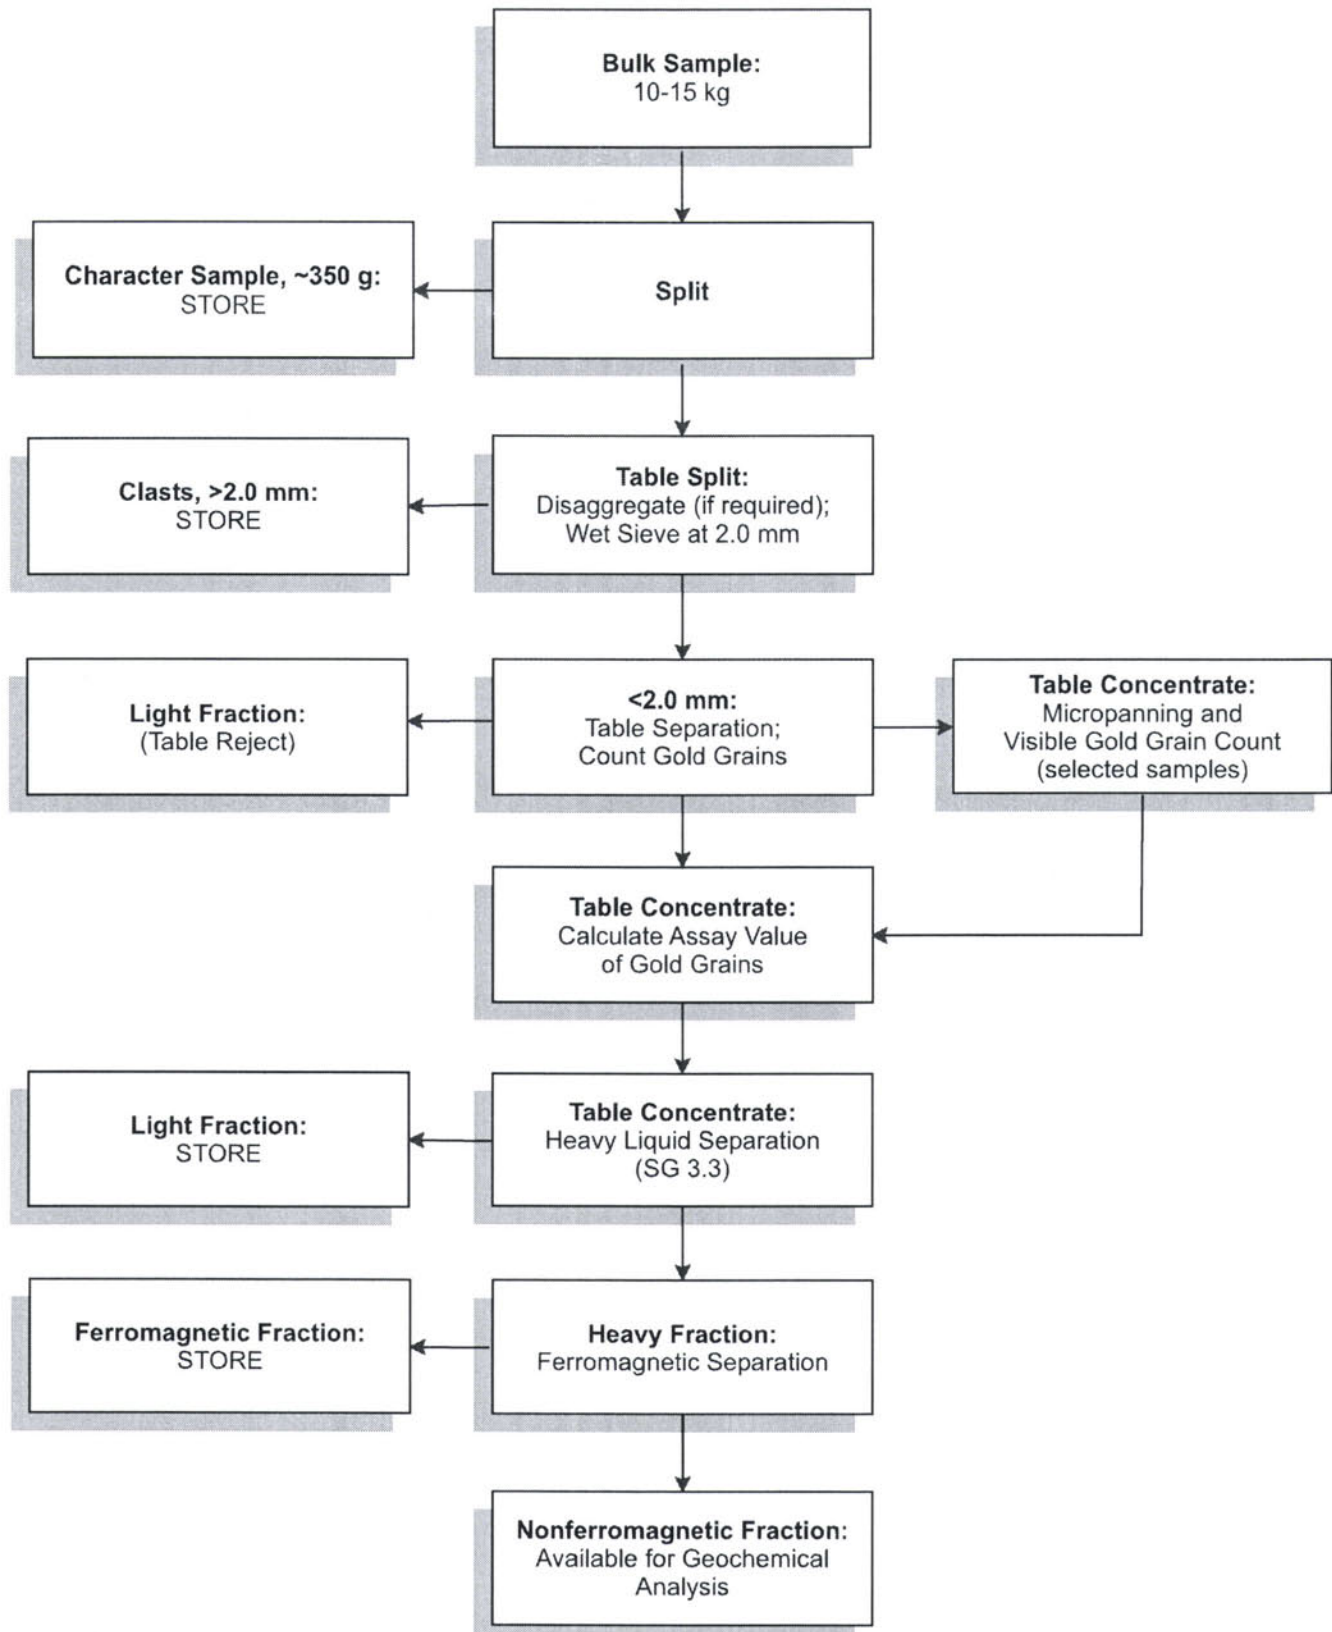 Bulk Sample:
10-15 kg
Character Sample, ~350 g:
STORE
Split
Clasts, >2.0 mm:
STORE
Table Split:
Disaggregate (if required);
Wet Sieve at 2.0 mm
Light Fraction:
(Table Reject)
<2.0 mm:
Table Separation;
Count Gold Grains
Table Concentrate:
Micropanning and
Visible Gold Grain Count
(selected samples)
Table Concentrate:
Calculate Assay Value
of Gold Grains
Light Fraction:
STORE
Table Concentrate:
Heavy Liquid Separation
(SG 3.3)
Ferromagnetic Fraction:
STORE
Heavy Fraction:
Ferromagnetic Separation
Nonferromagnetic Fraction:
Available for Geochemical
Analysis